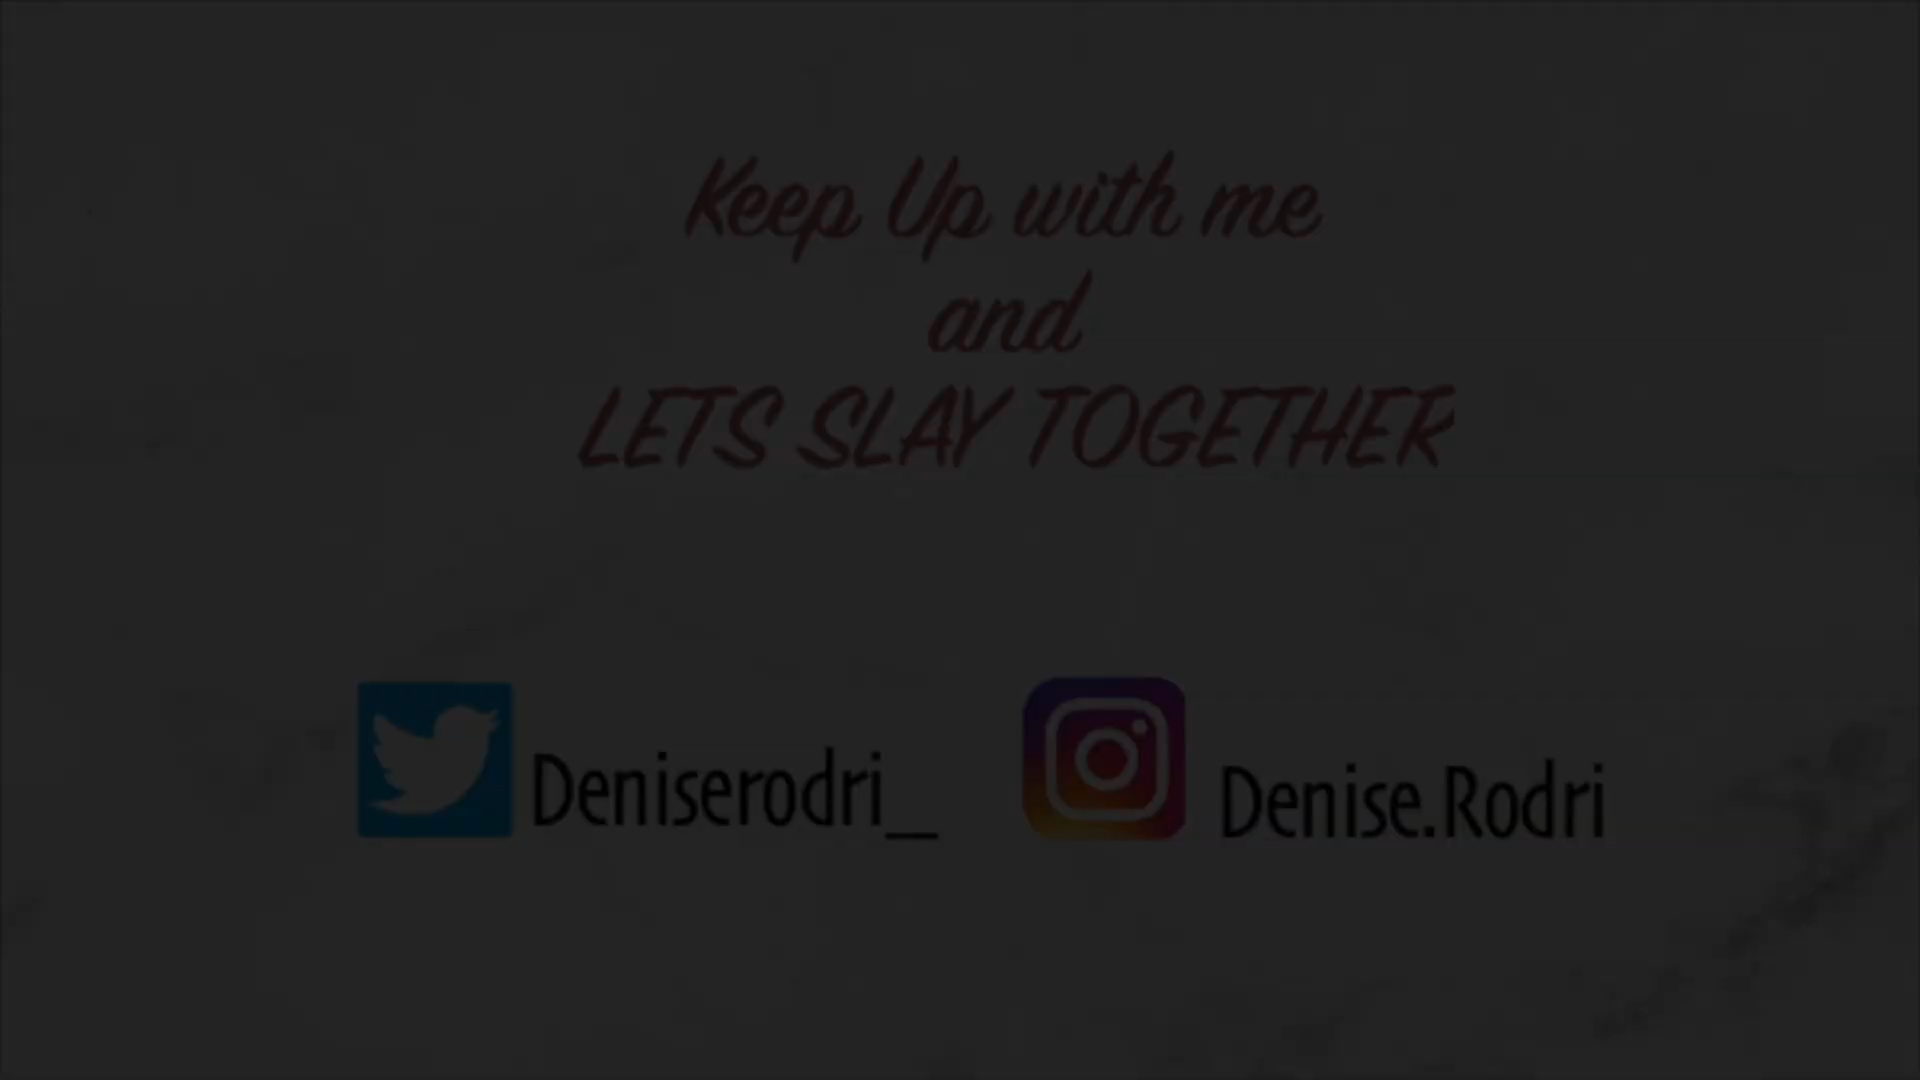 Keep Up with me
and
LETS SLAY TOGETHER
Deniserodri_
Denise.Rodri